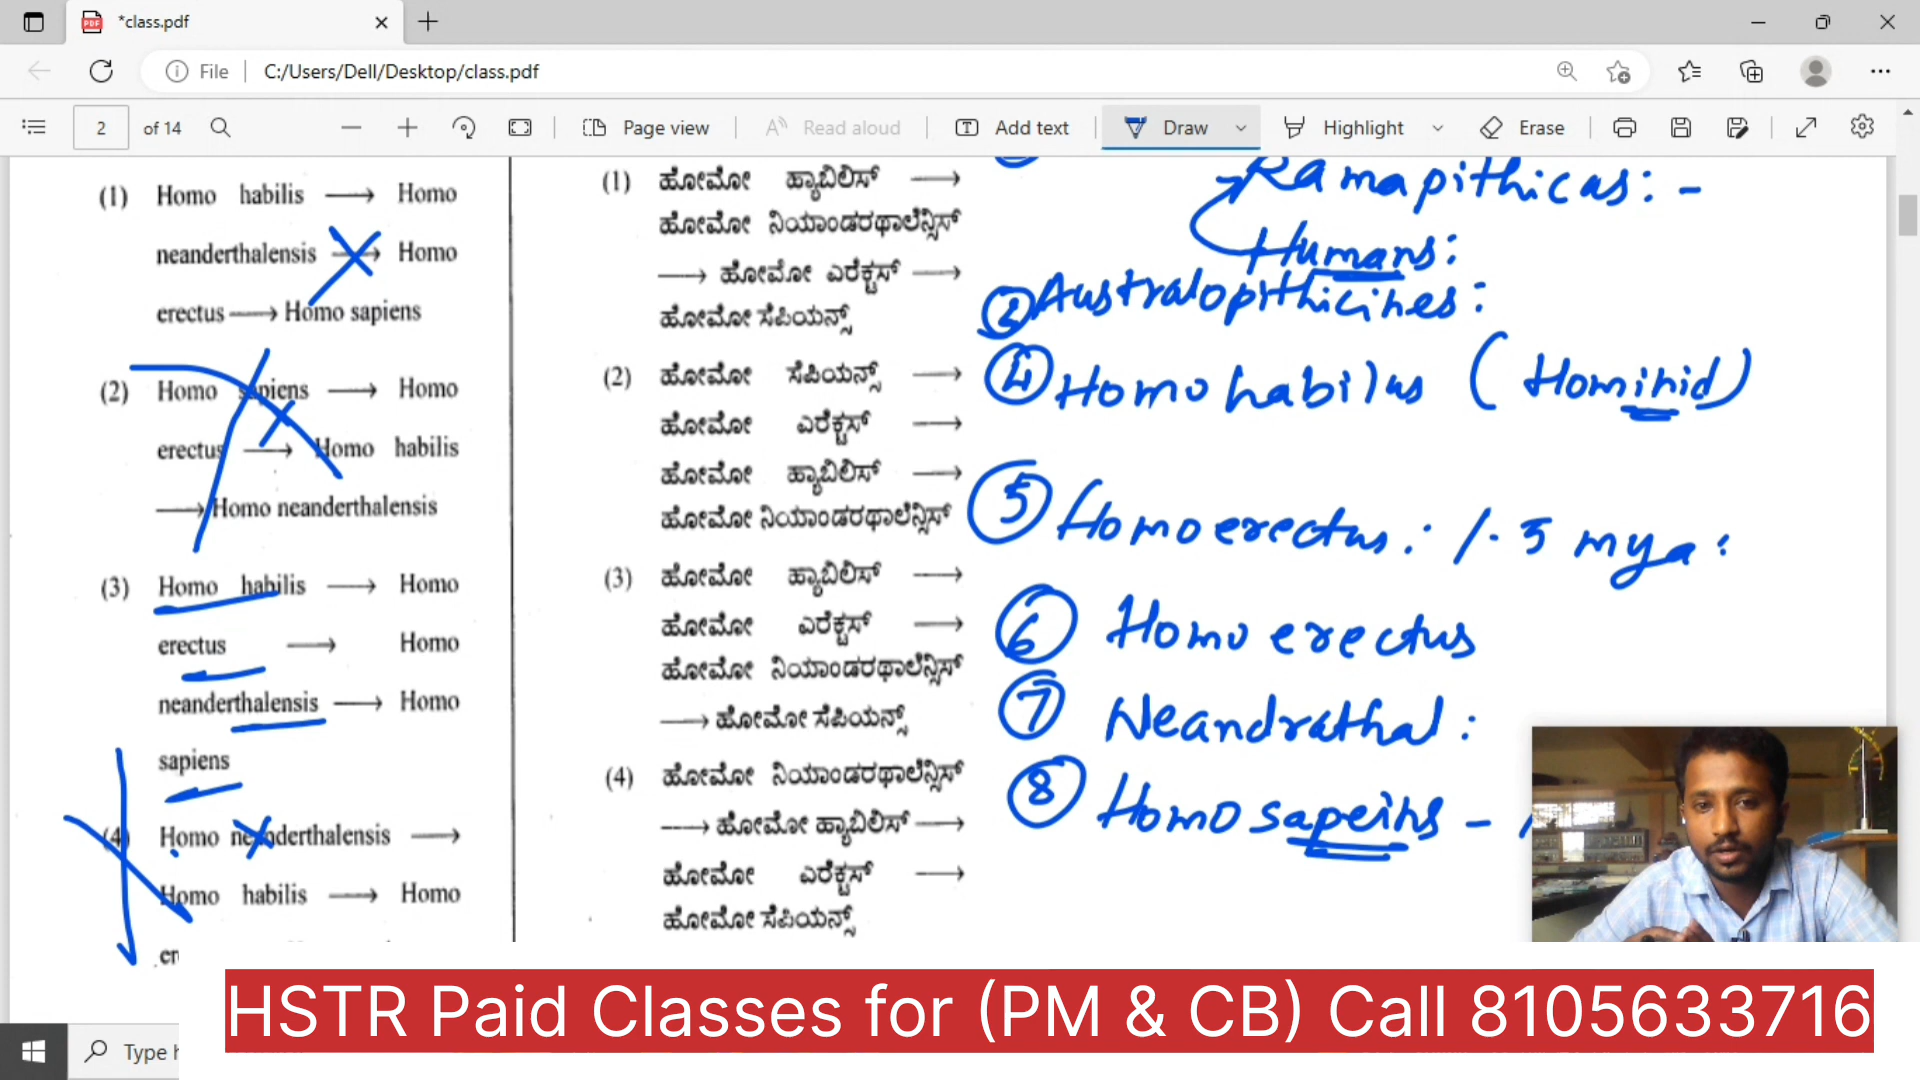 *class.pdf
File C:/Users/Dell/Desktop/class.pdf
2 of 14 Page view Read aloud Add text Draw Highlight Erase
(1) Homo habilis → Homo
neanderthalensis → Homo
erectus → Homo sapiens
(2) Homo sapiens → Homo
erectus → Homo habilis
→ Homo neanderthalensis
(3) Homo habilis → Homo
erectus → Homo
neanderthalensis → Homo
sapiens
(4) Homo neanderthalensis →
Homo habilis → Homo
er
(1) ಹೋಮೋ ಹ್ಯಾಬಿಲಿಸ್ →
ಹೋಮೋ ನಿಯಾಂಡರಥಾಲೆನ್ಸಿಸ್
→ ಹೋಮೋ ಎರೆಕ್ಟಸ್ →
ಹೋಮೋ ಸೆಪಿಯನ್ಸ್
(2) ಹೋಮೋ ಸೆಪಿಯನ್ಸ್ →
ಹೋಮೋ ಎರೆಕ್ಟಸ್ →
ಹೋಮೋ ಹ್ಯಾಬಿಲಿಸ್ →
ಹೋಮೋ ನಿಯಾಂಡರಥಾಲೆನ್ಸಿಸ್
(3) ಹೋಮೋ ಹ್ಯಾಬಿಲಿಸ್ →
ಹೋಮೋ ಎರೆಕ್ಟಸ್ →
ಹೋಮೋ ನಿಯಾಂಡರಥಾಲೆನ್ಸಿಸ್
→ ಹೋಮೋ ಸೆಪಿಯನ್ಸ್
(4) ಹೋಮೋ ನಿಯಾಂಡರಥಾಲೆನ್ಸಿಸ್
→ ಹೋಮೋ ಹ್ಯಾಬಿಲಿಸ್ →
ಹೋಮೋ ಎರೆಕ್ಟಸ್ →
ಹೋಮೋ ಸೆಪಿಯನ್ಸ್
Ramapithicas: -
Humans:
Australopithicines:
4 Homo habilus (Hominid)
5 Homo erectus: 1.5 mya:
6 Homo erectus
7 Neandrathal:
8 Homo sapeins -
HSTR Paid Classes for (PM & CB) Call 8105633716
Type h